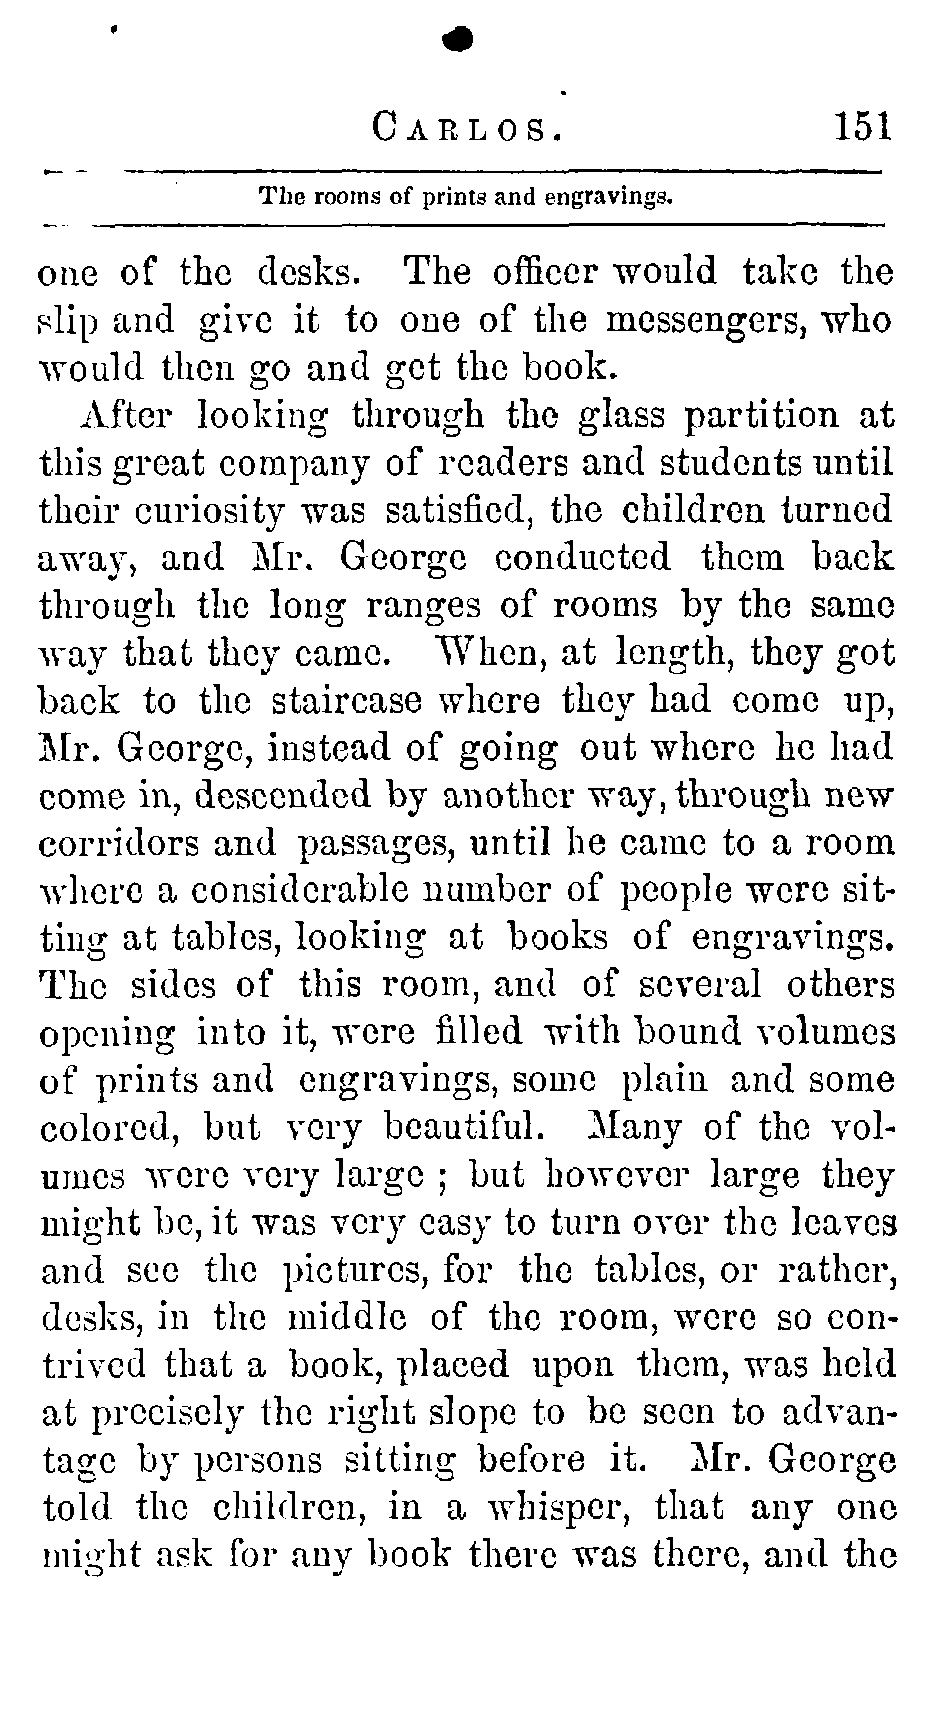 CARLOS. 151
The rooms of prints and engravings.
one of the desks. The officer would take the
slip and give it to one of the messengers, who
would then go and get the book.
After looking through the glass partition at
this great company of readers and students until
their curiosity was satisfied, the children turned
away, and Mr. George conducted them back
through the long ranges of rooms by the same
way that they came. When, at length, they got
back to the staircase where they had come up,
Mr. George, instead of going out where he had
come in, descended by another way, through new
corridors and passages, until he came to a room
where a considerable number of people were sit-
ting at tables, looking at books of engravings.
The sides of this room, and of several others
opening into it, were filled with bound volumes
of prints and engravings, some plain and some
colored, but very beautiful. Many of the vol-
umes were very large ; but however large they
might be, it was very easy to turn over the leaves
and see the pictures, for the tables, or rather,
desks, in the middle of the room, were so con-
trived that a book, placed upon them, was held
at precisely the right slope to be seen to advan-
tage by persons sitting before it. Mr. George
told the children, in a whisper, that any one
might ask for any book there was there, and the